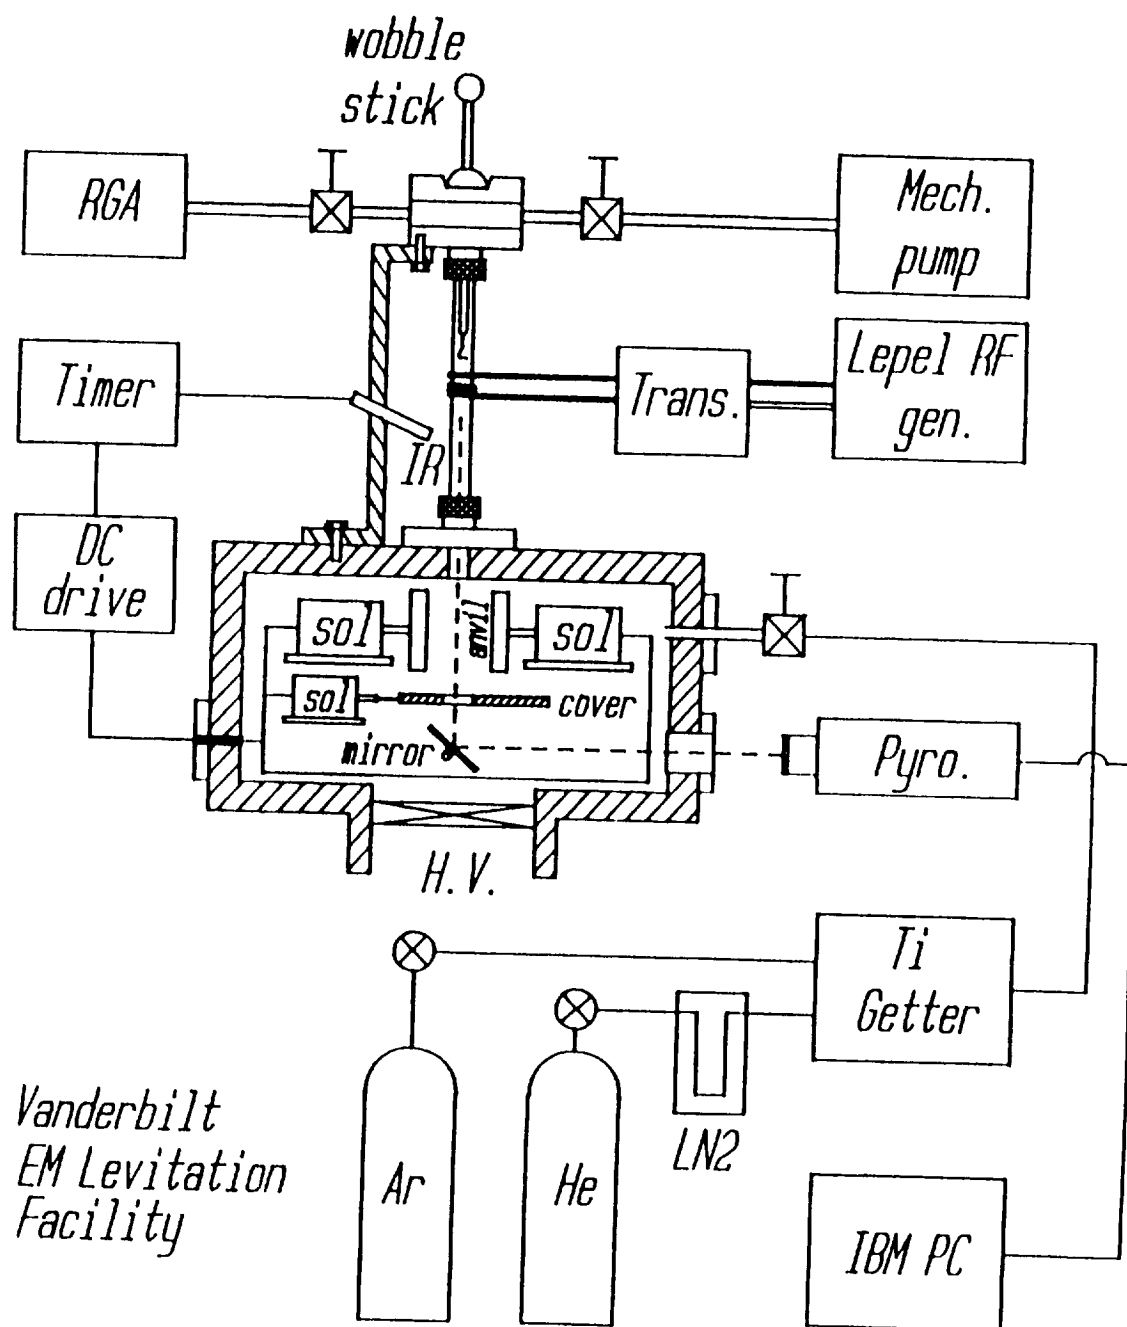 wobble
stick
RGA
Mech.
pump
Timer
IR
Trans.
Lepel RF
gen.
DC
drive
sol
anvil
sol
sol
cover
mirror
Pyro.
H.V.
Ti
Getter
LN2
Ar
He
Vanderbilt
EM Levitation
Facility
IBM PC